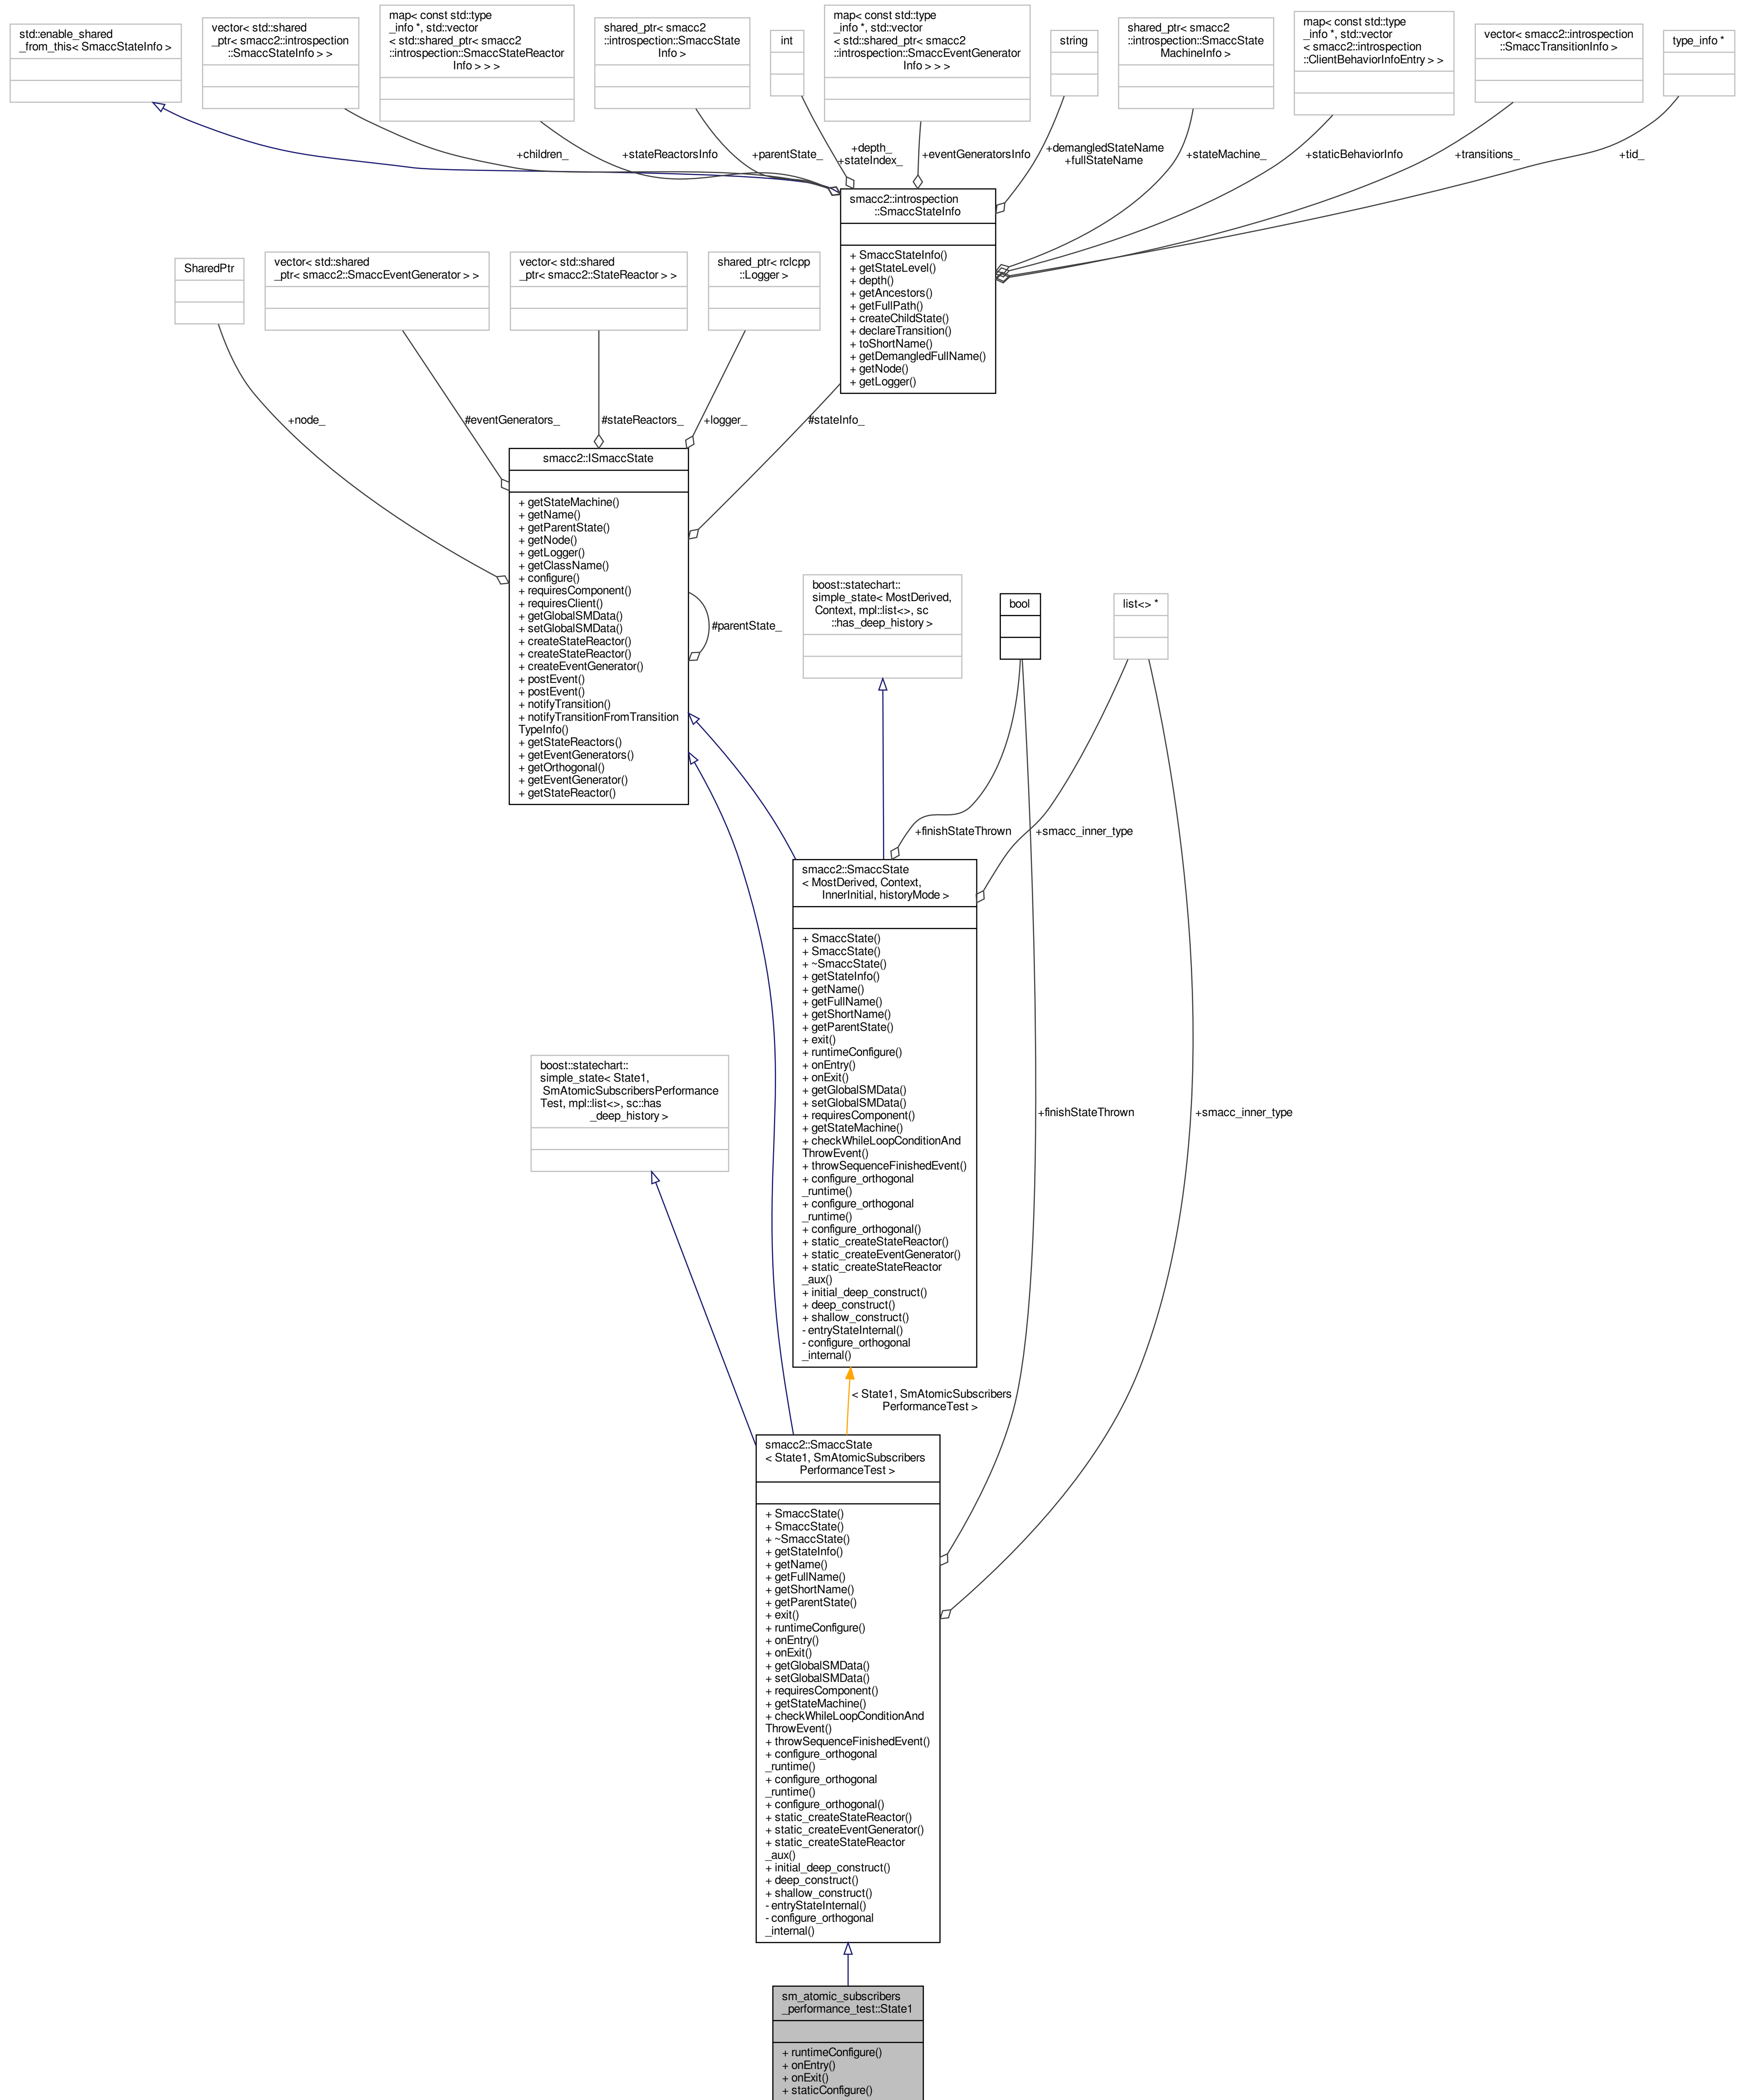 std::enable_shared
_from_this< SmaccStateInfo >
vector< std::shared
_ptr< smacc2::introspection
::SmaccStateInfo > >
map< const std::type
_info *, std::vector
< std::shared_ptr< smacc2
::introspection::SmaccStateReactor
Info > > >
shared_ptr< smacc2
::introspection::SmaccState
Info >
int
map< const std::type
_info *, std::vector
< std::shared_ptr< smacc2
::introspection::SmaccEventGenerator
Info > > >
string
shared_ptr< smacc2
::introspection::SmaccState
MachineInfo >
map< const std::type
_info *, std::vector
< smacc2::introspection
::ClientBehaviorInfoEntry > >
vector< smacc2::introspection
::SmaccTransitionInfo >
type_info *
+children_
+stateReactorsInfo
+parentState_
+depth_
+stateIndex_
+eventGeneratorsInfo
+demangledStateName
+fullStateName
+stateMachine_
+staticBehaviorInfo
+transitions_
+tid_
smacc2::introspection
::SmaccStateInfo
+ SmaccStateInfo()
+ getStateLevel()
+ depth()
+ getAncestors()
+ getFullPath()
+ createChildState()
+ declareTransition()
+ toShortName()
+ getDemangledFullName()
+ getNode()
+ getLogger()
SharedPtr
vector< std::shared
_ptr< smacc2::SmaccEventGenerator > >
vector< std::shared
_ptr< smacc2::StateReactor > >
shared_ptr< rclcpp
::Logger >
+node_
#eventGenerators_
#stateReactors_
+logger_
#stateInfo_
smacc2::ISmaccState
+ getStateMachine()
+ getName()
+ getParentState()
+ getNode()
+ getLogger()
+ getClassName()
+ configure()
+ requiresComponent()
+ requiresClient()
+ getGlobalSMData()
+ setGlobalSMData()
+ createStateReactor()
+ createStateReactor()
+ createEventGenerator()
+ postEvent()
+ postEvent()
+ notifyTransition()
+ notifyTransitionFromTransition
TypeInfo()
+ getStateReactors()
+ getEventGenerators()
+ getOrthogonal()
+ getEventGenerator()
+ getStateReactor()
#parentState_
boost::statechart::
simple_state< MostDerived,
Context, mpl::list<>, sc
::has_deep_history >
bool
list<> *
+finishStateThrown
+smacc_inner_type
smacc2::SmaccState
< MostDerived, Context,
InnerInitial, historyMode >
+ SmaccState()
+ SmaccState()
+ ~SmaccState()
+ getStateInfo()
+ getName()
+ getFullName()
+ getShortName()
+ getParentState()
+ exit()
+ runtimeConfigure()
+ onEntry()
+ onExit()
+ getGlobalSMData()
+ setGlobalSMData()
+ requiresComponent()
+ getStateMachine()
+ checkWhileLoopConditionAnd
ThrowEvent()
+ throwSequenceFinishedEvent()
+ configure_orthogonal
_runtime()
+ configure_orthogonal
_runtime()
+ configure_orthogonal()
+ static_createStateReactor()
+ static_createEventGenerator()
+ static_createStateReactor
_aux()
+ initial_deep_construct()
+ deep_construct()
+ shallow_construct()
- entryStateInternal()
- configure_orthogonal
_internal()
boost::statechart::
simple_state< State1,
SmAtomicSubscribersPerformance
Test, mpl::list<>, sc::has
_deep_history >
+finishStateThrown
+smacc_inner_type
< State1, SmAtomicSubscribers
PerformanceTest >
smacc2::SmaccState
< State1, SmAtomicSubscribers
PerformanceTest >
+ SmaccState()
+ SmaccState()
+ ~SmaccState()
+ getStateInfo()
+ getName()
+ getFullName()
+ getShortName()
+ getParentState()
+ exit()
+ runtimeConfigure()
+ onEntry()
+ onExit()
+ getGlobalSMData()
+ setGlobalSMData()
+ requiresComponent()
+ getStateMachine()
+ checkWhileLoopConditionAnd
ThrowEvent()
+ throwSequenceFinishedEvent()
+ configure_orthogonal
_runtime()
+ configure_orthogonal
_runtime()
+ configure_orthogonal()
+ static_createStateReactor()
+ static_createEventGenerator()
+ static_createStateReactor
_aux()
+ initial_deep_construct()
+ deep_construct()
+ shallow_construct()
- entryStateInternal()
- configure_orthogonal
_internal()
sm_atomic_subscribers
_performance_test::State1
+ runtimeConfigure()
+ onEntry()
+ onExit()
+ staticConfigure()